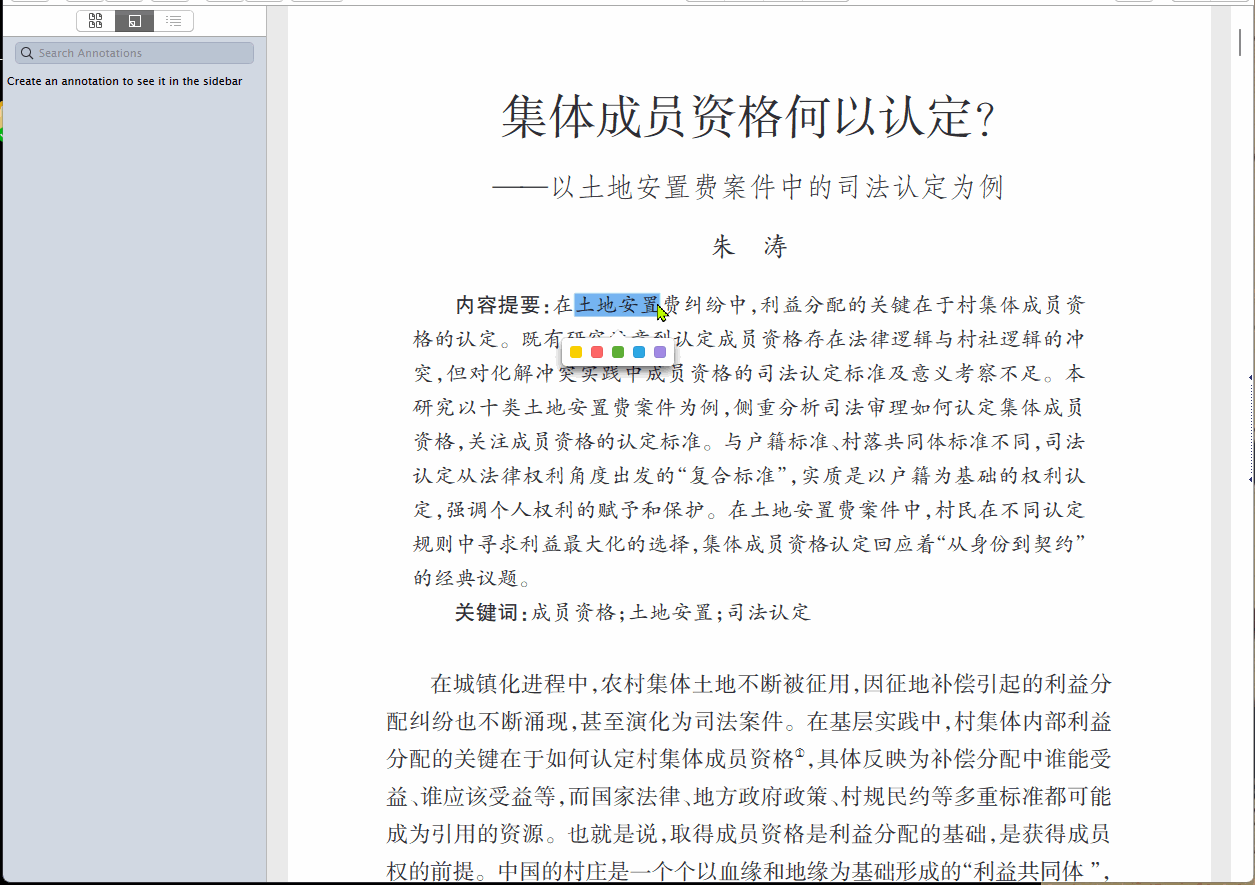 Search Annotations
Create an annotation to see it in the sidebar
集体成员资格何以认定?
——以土地安置费案件中的司法认定为例
朱 涛
内容提要:在土地安置费纠纷中,利益分配的关键在于村集体成员资
格的认定。既有研究注意到认定成员资格存在法律逻辑与村社逻辑的冲
突,但对化解冲突实践中成员资格的司法认定标准及意义考察不足。本
研究以十类土地安置费案件为例,侧重分析司法审理如何认定集体成员
资格,关注成员资格的认定标准。与户籍标准、村落共同体标准不同,司法
认定从法律权利角度出发的“复合标准”,实质是以户籍为基础的权利认
定,强调个人权利的赋予和保护。在土地安置费案件中,村民在不同认定
规则中寻求利益最大化的选择,集体成员资格认定回应着“从身份到契约”
的经典议题。
关键词:成员资格;土地安置;司法认定
在城镇化进程中,农村集体土地不断被征用,因征地补偿引起的利益分
配纠纷也不断涌现,甚至演化为司法案件。在基层实践中,村集体内部利益
分配的关键在于如何认定村集体成员资格①,具体反映为补偿分配中谁能受
益、谁应该受益等,而国家法律、地方政府政策、村规民约等多重标准都可能
成为引用的资源。也就是说,取得成员资格是利益分配的基础,是获得成员
权的前提。中国的村庄是一个个以血缘和地缘为基础形成的“利益共同体”,